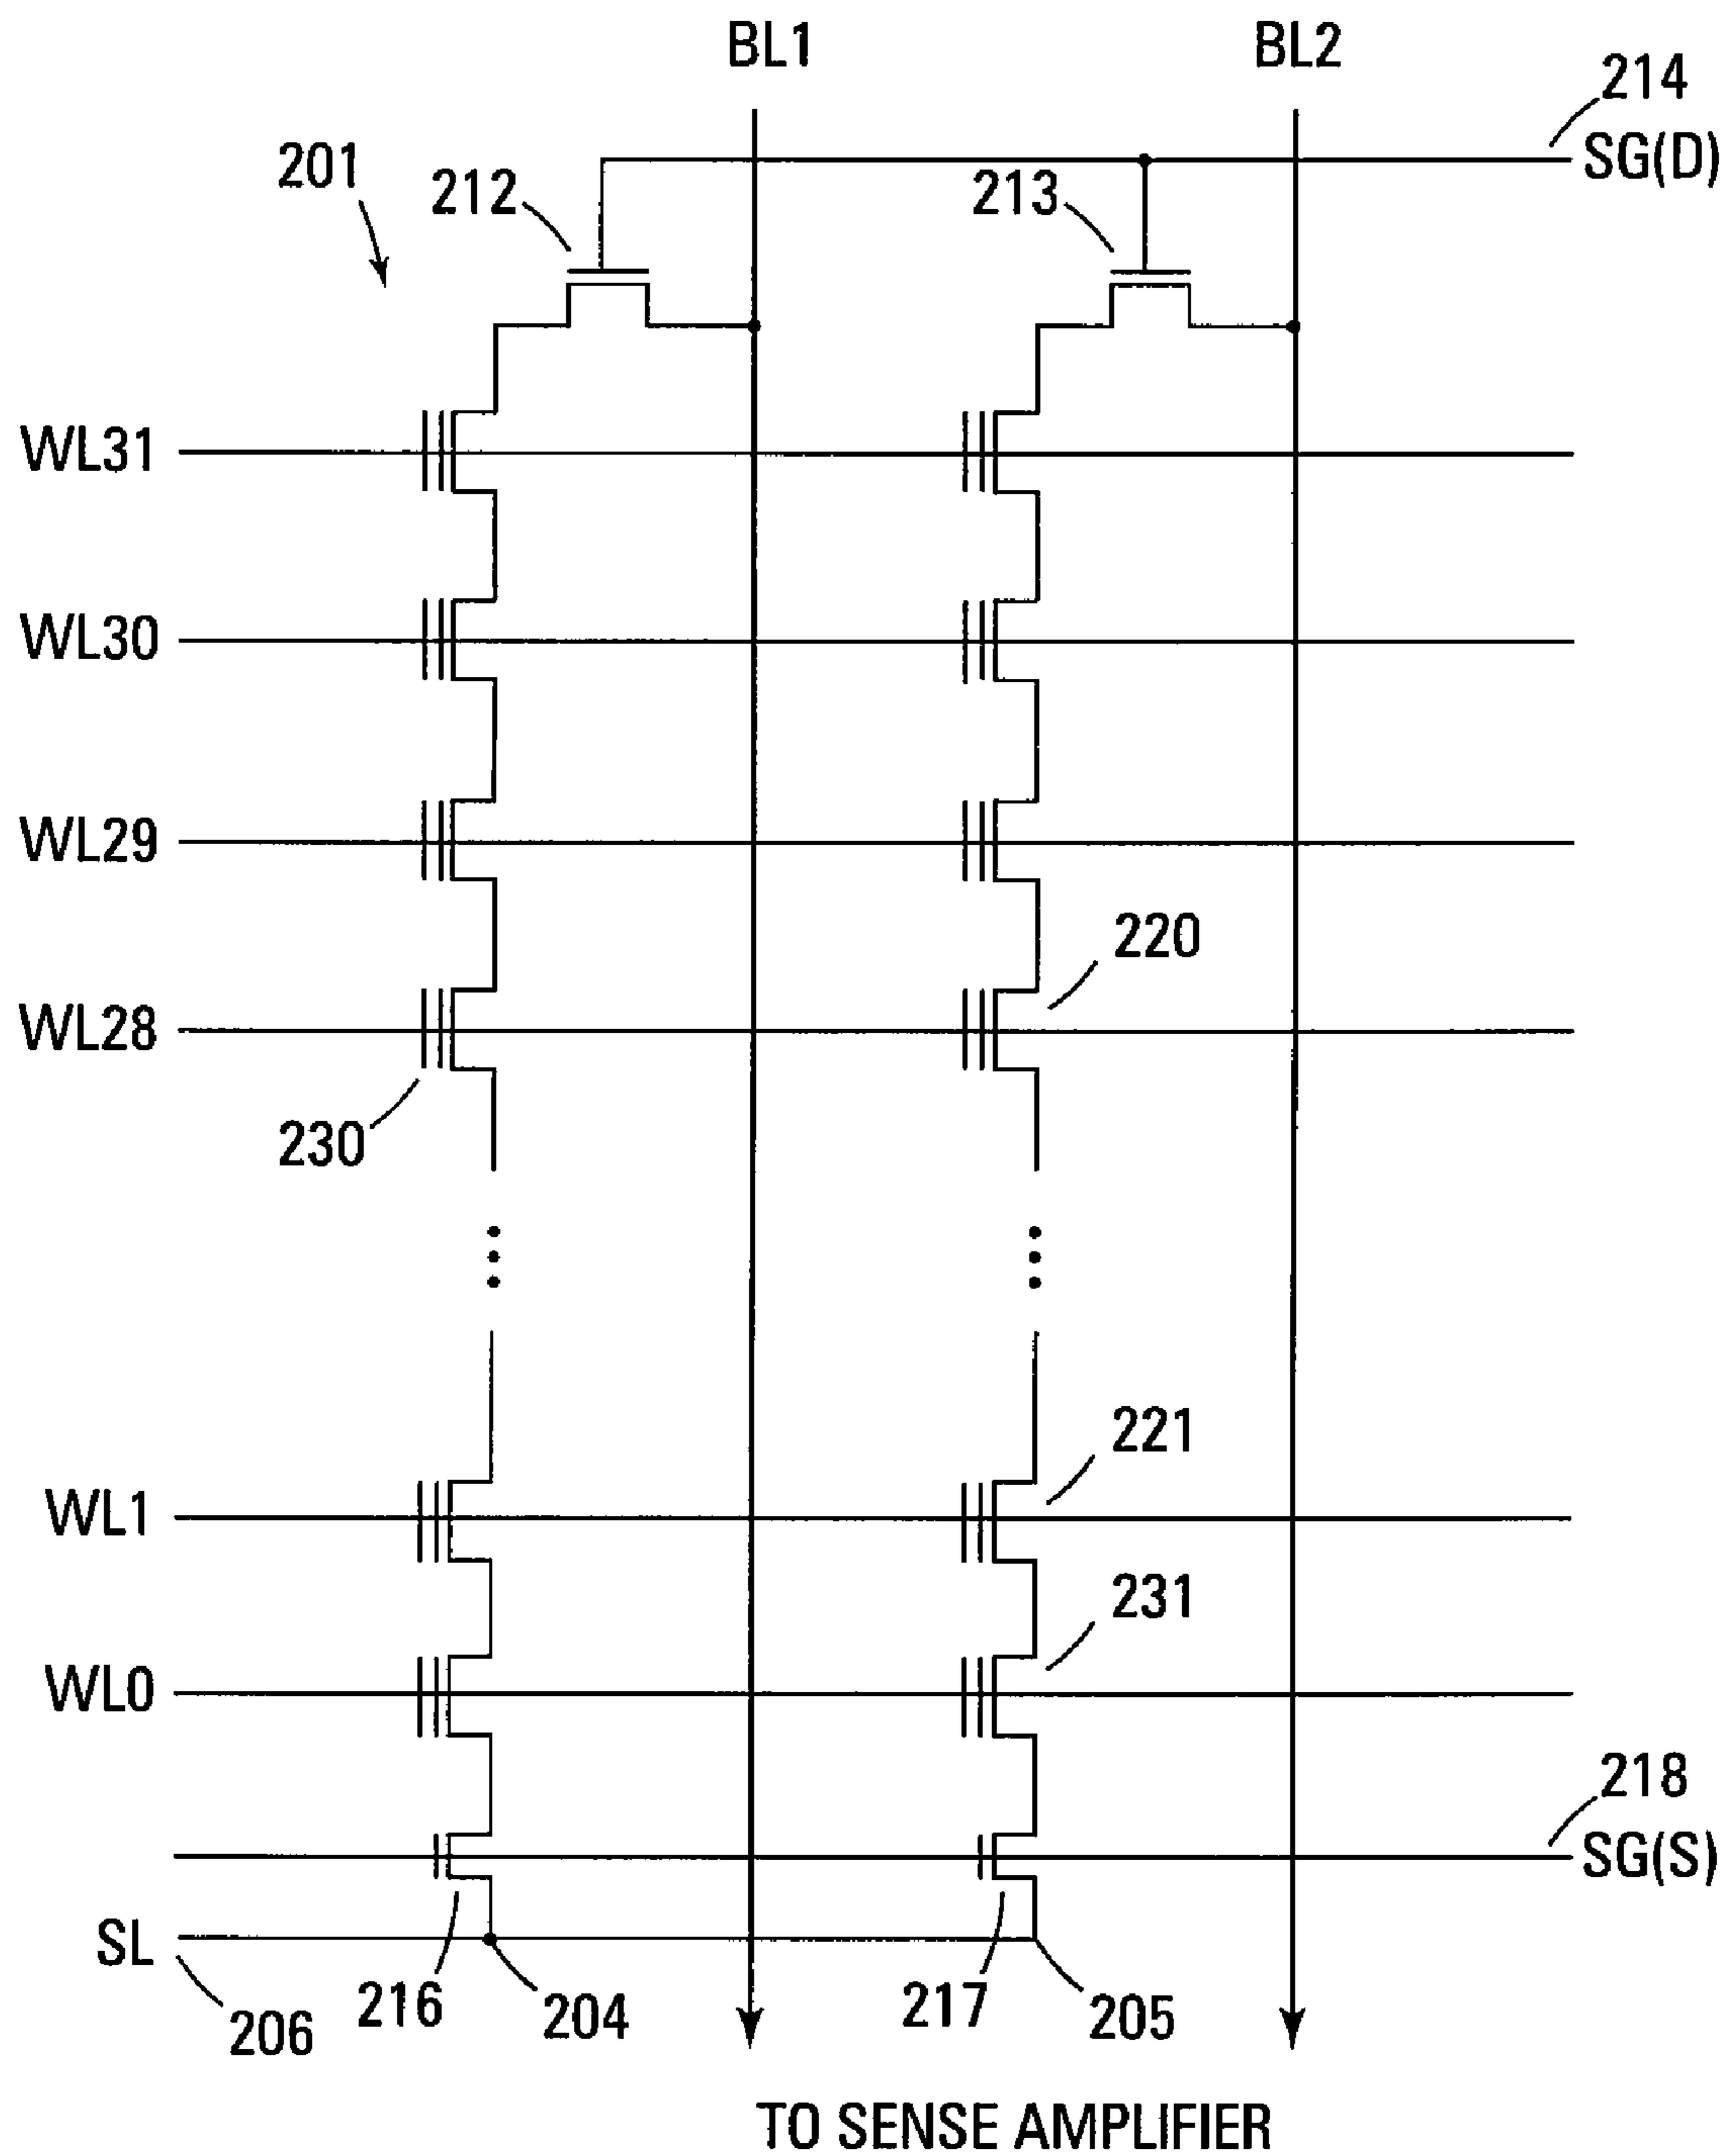 BL1
BL2
214
SG(D)
201
212
213
WL31
WL30
WL29
220
WL28
230
221
WL1
231
WL0
218
SG(S)
SL
216
204
217
205
206
TO SENSE AMPLIFIER